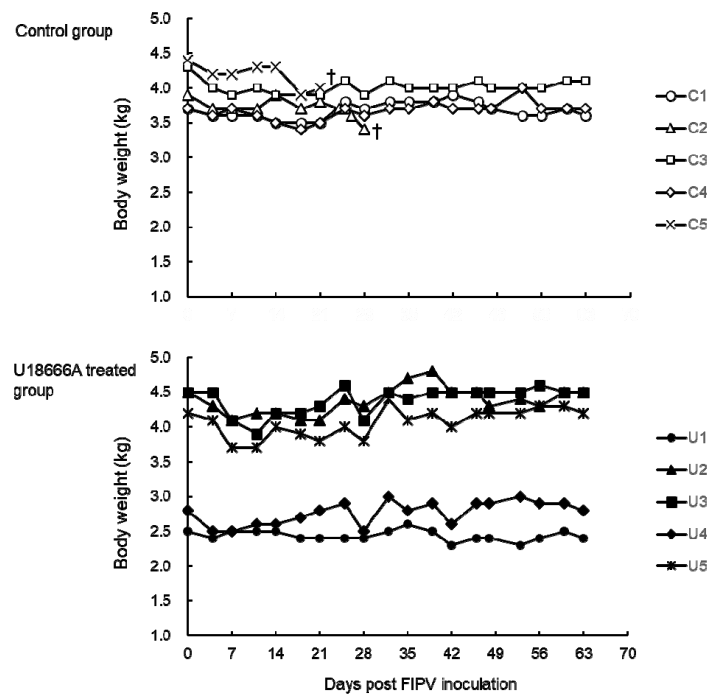 Control group
Body weight (kg)
5.0
4.5
4.0
3.5
3.0
2.5
2.0
1.5
1.0
†
†
C1
C2
C3
C4
C5
U18666A treated
group
Body weight (kg)
5.0
4.5
4.0
3.5
3.0
2.5
2.0
1.5
1.0
0 7 14 21 28 35 42 49 56 63 70
Days post FIPV inoculation
U1
U2
U3
U4
U5